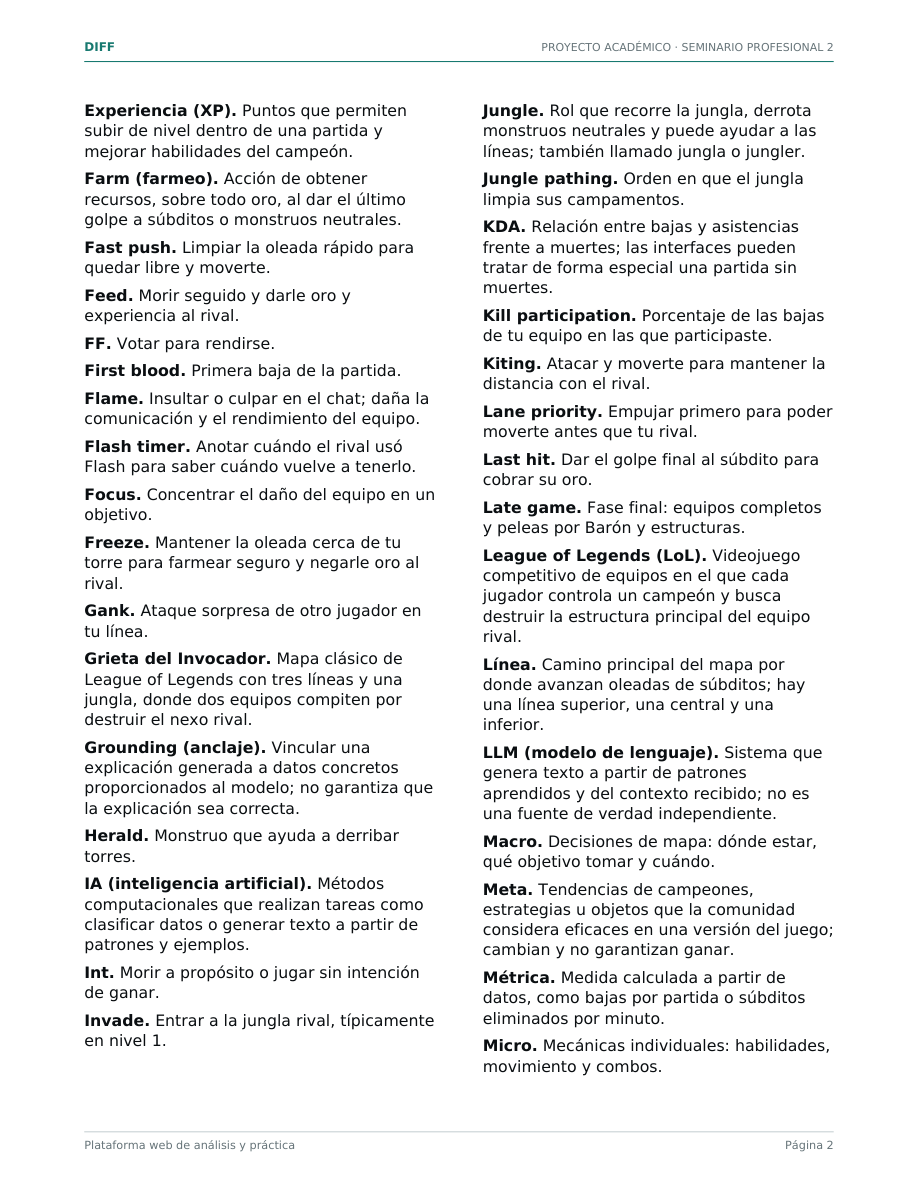 DIFF
PROYECTO ACADÉMICO · SEMINARIO PROFESIONAL 2
Experiencia (XP). Puntos que permiten
subir de nivel dentro de una partida y
mejorar habilidades del campeón.
Farm (farmeo). Acción de obtener
recursos, sobre todo oro, al dar el último
golpe a súbditos o monstruos neutrales.
Fast push. Limpiar la oleada rápido para
quedar libre y moverte.
Feed. Morir seguido y darle oro y
experiencia al rival.
FF. Votar para rendirse.
First blood. Primera baja de la partida.
Flame. Insultar o culpar en el chat; daña la
comunicación y el rendimiento del equipo.
Flash timer. Anotar cuándo el rival usó
Flash para saber cuándo vuelve a tenerlo.
Focus. Concentrar el daño del equipo en un
objetivo.
Freeze. Mantener la oleada cerca de tu
torre para farmear seguro y negarle oro al
rival.
Gank. Ataque sorpresa de otro jugador en
tu línea.
Grieta del Invocador. Mapa clásico de
League of Legends con tres líneas y una
jungla, donde dos equipos compiten por
destruir el nexo rival.
Grounding (anclaje). Vincular una
explicación generada a datos concretos
proporcionados al modelo; no garantiza que
la explicación sea correcta.
Herald. Monstruo que ayuda a derribar
torres.
IA (inteligencia artificial). Métodos
computacionales que realizan tareas como
clasificar datos o generar texto a partir de
patrones y ejemplos.
Int. Morir a propósito o jugar sin intención
de ganar.
Invade. Entrar a la jungla rival, típicamente
en nivel 1.
Jungle. Rol que recorre la jungla, derrota
monstruos neutrales y puede ayudar a las
líneas; también llamado jungla o jungler.
Jungle pathing. Orden en que el jungla
limpia sus campamentos.
KDA. Relación entre bajas y asistencias
frente a muertes; las interfaces pueden
tratar de forma especial una partida sin
muertes.
Kill participation. Porcentaje de las bajas
de tu equipo en las que participaste.
Kiting. Atacar y moverte para mantener la
distancia con el rival.
Lane priority. Empujar primero para poder
moverte antes que tu rival.
Last hit. Dar el golpe final al súbdito para
cobrar su oro.
Late game. Fase final: equipos completos
y peleas por Barón y estructuras.
League of Legends (LoL). Videojuego
competitivo de equipos en el que cada
jugador controla un campeón y busca
destruir la estructura principal del equipo
rival.
Línea. Camino principal del mapa por
donde avanzan oleadas de súbditos; hay
una línea superior, una central y una
inferior.
LLM (modelo de lenguaje). Sistema que
genera texto a partir de patrones
aprendidos y del contexto recibido; no es
una fuente de verdad independiente.
Macro. Decisiones de mapa: dónde estar,
qué objetivo tomar y cuándo.
Meta. Tendencias de campeones,
estrategias u objetos que la comunidad
considera eficaces en una versión del juego;
cambian y no garantizan ganar.
Métrica. Medida calculada a partir de
datos, como bajas por partida o súbditos
eliminados por minuto.
Micro. Mecánicas individuales: habilidades,
movimiento y combos.
Plataforma web de análisis y práctica
Página 2